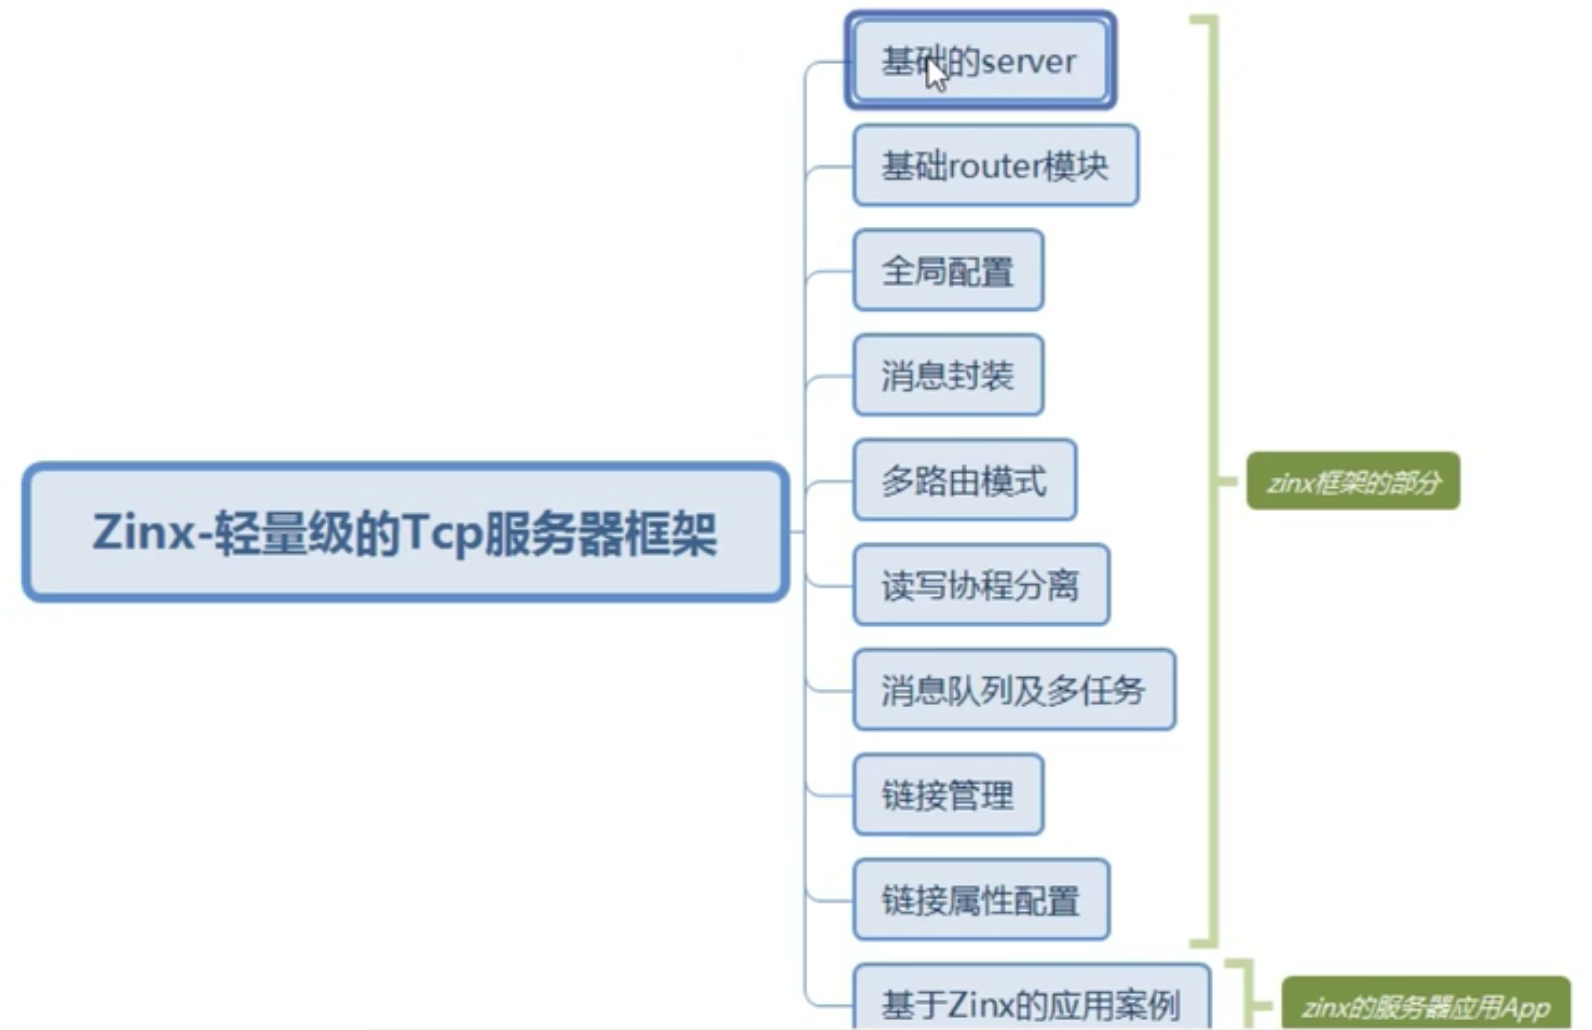 基础的server
基础router模块
全局配置
消息封装
多路由模式
zinx框架的部分
Zinx-轻量级的Tcp服务器框架
读写协程分离
消息队列及多任务
链接管理
链接属性配置
基于Zinx的应用案例
zinx的服务器应用App